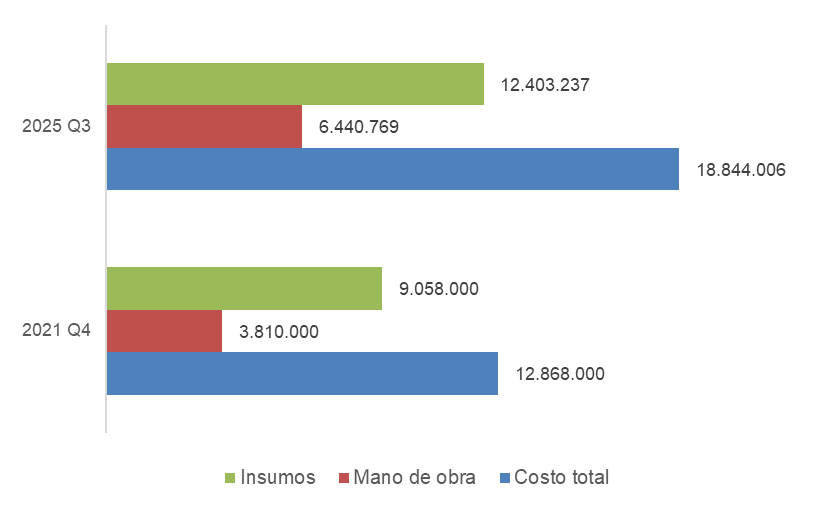 12.403.237
2025 Q3
6.440.769
18.844.006
9.058.000
2021 Q4
3.810.000
12.868.000
Insumos Mano de obra Costo total